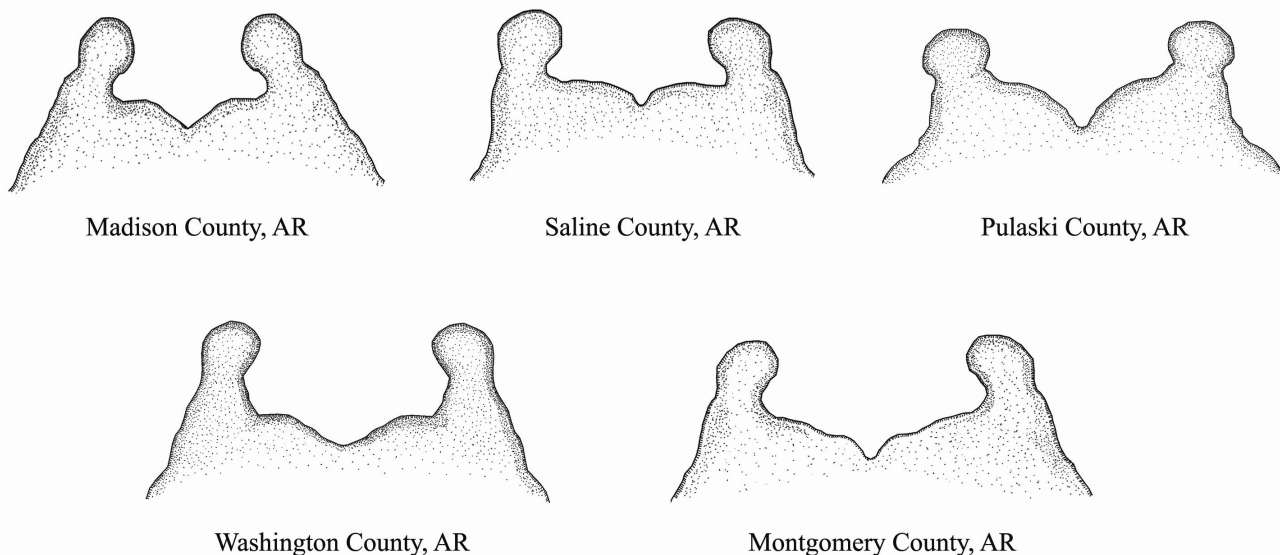 Madison County, AR
Saline County, AR
Pulaski County, AR
Washington County, AR
Montgomery County, AR